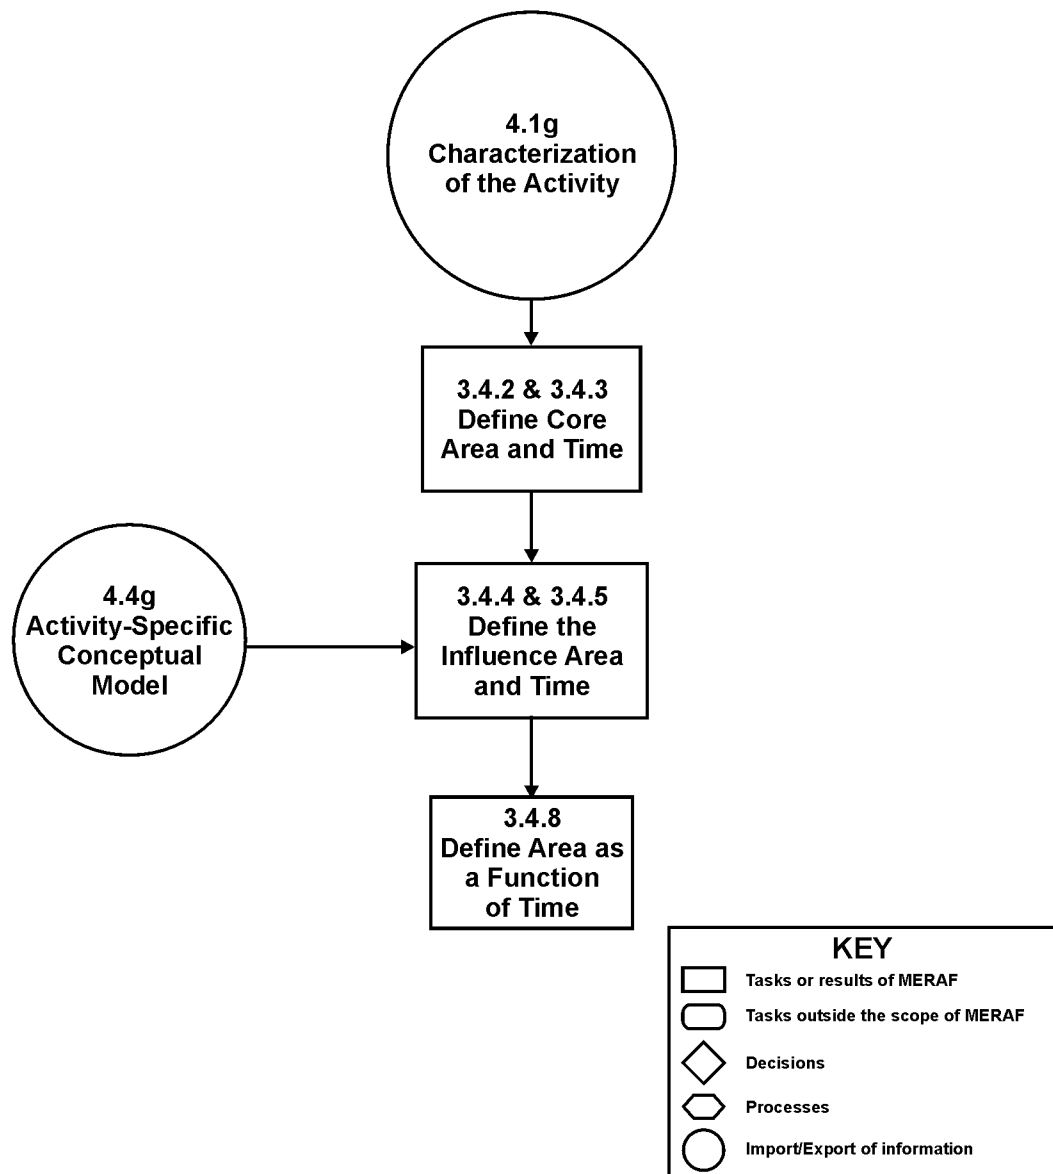 4.1g
Characterization
of the Activity
3.4.2 & 3.4.3
Define Core
Area and Time
4.4g
Activity-Specific
Conceptual
Model
3.4.4 & 3.4.5
Define the
Influence Area
and Time
3.4.8
Define Area as
a Function
of Time
KEY
Tasks or results of MERAF
Tasks outside the scope of MERAF
Decisions
Processes
Import/Export of information